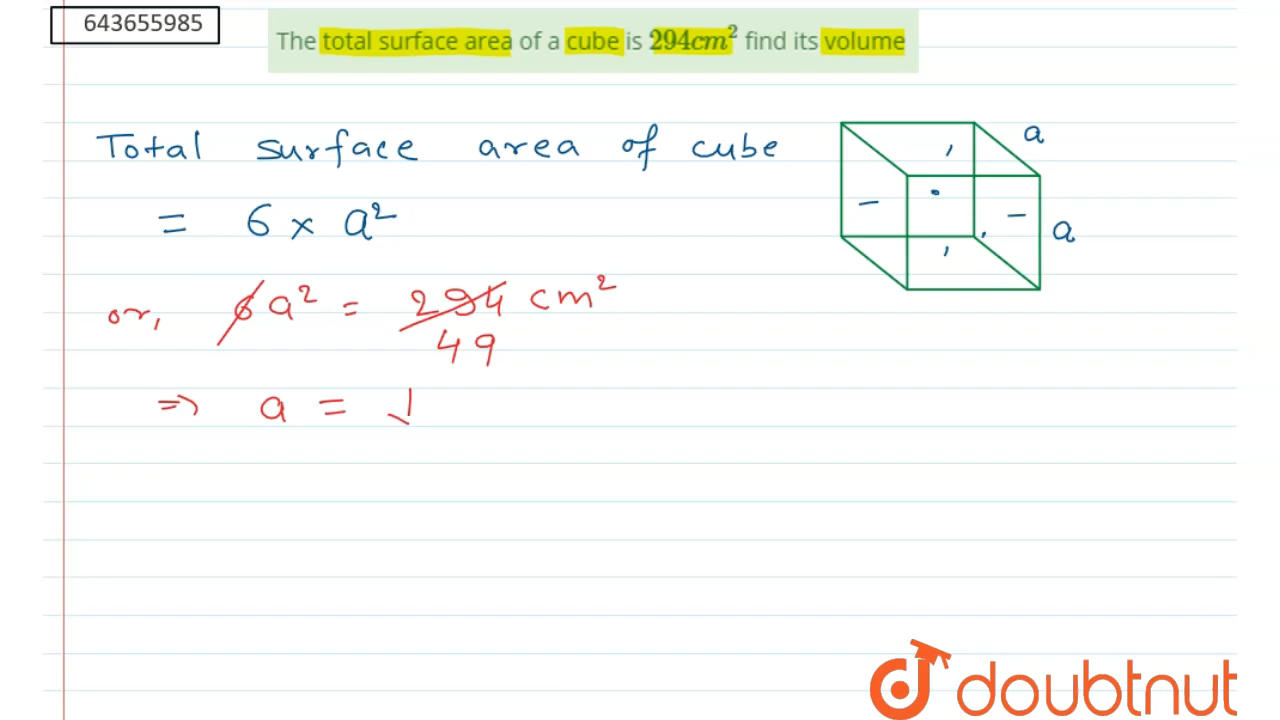 643655985
The total surface area of a cube is 294cm² find its volume
Total surface area of cube
= 6 × a²
or, 6a² = 294 cm²
49
⇒ a = √
a
a
doubtnut